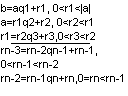 b=aq1+r1, 0<r1<|a|
a=r1q2+r2, 0<r2<r1
r1=r2q3+r3,0<r3<r2
rn-3=rn-2qn-1+rn-1,
0<rn-1<rn-2
rn-2=rn-1qn+rn,0=rn<rn-1